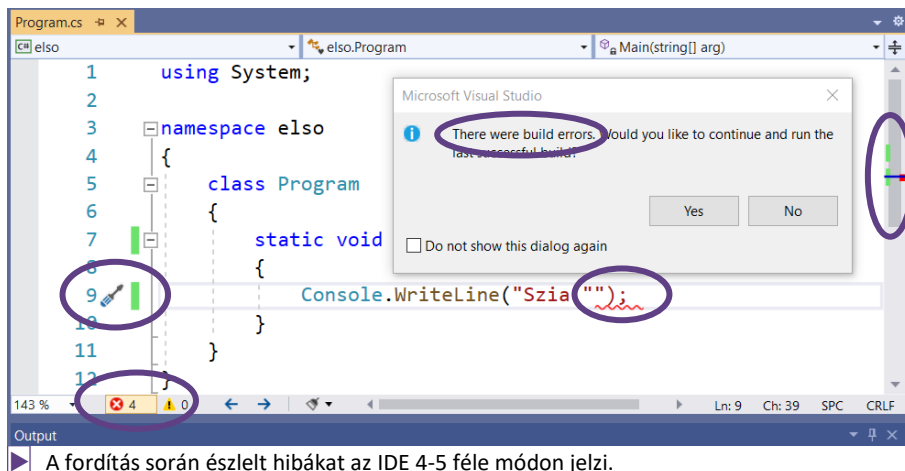 Program.cs
elso elso.Program Main(string[] arg)
1 using System;
2
3 namespace elso
4 {
5 class Program
6 {
7 static void
8 {
9 Console.WriteLine("Szia "");
10 }
11 }
12 }
Microsoft Visual Studio
There were build errors. Would you like to continue and run the
last successful build?
Yes No
Do not show this dialog again
143 % 4 0 Ln: 9 Ch: 39 SPC CRLF
Output
A fordítás során észlelt hibákat az IDE 4-5 féle módon jelzi.